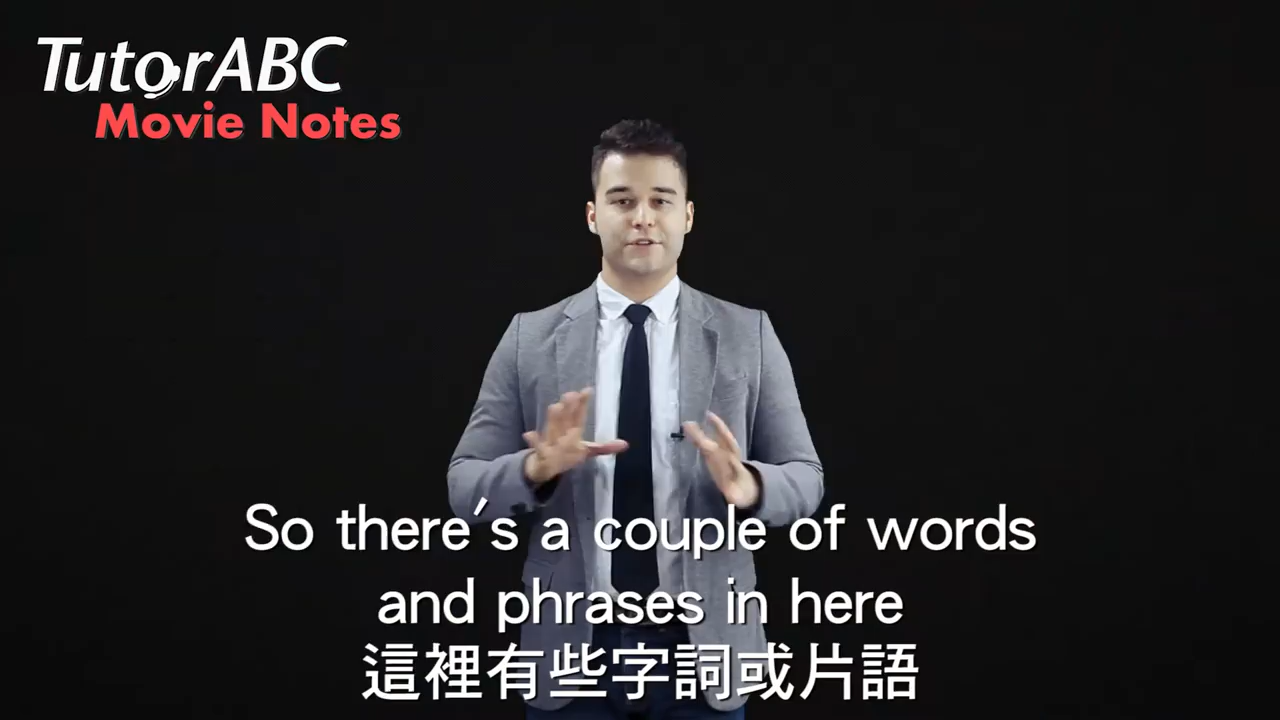 TutorABC
Movie Notes
So there's a couple of words
and phrases in here
這裡有些字詞或片語